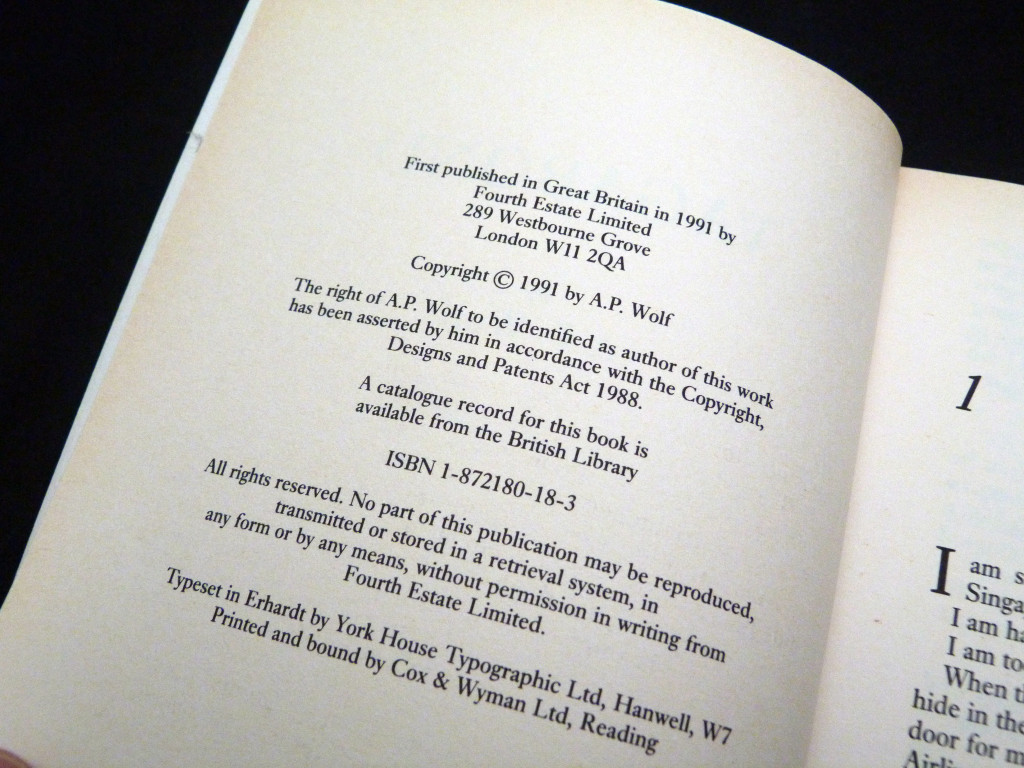 First published in Great Britain in 1991 by
Fourth Estate Limited
289 Westbourne Grove
London W11 2QA
Copyright © 1991 by A.P. Wolf
The right of A.P. Wolf to be identified as author of this work
has been asserted by him in accordance with the Copyright,
Designs and Patents Act 1988.
A catalogue record for this book is
available from the British Library
ISBN 1-872180-18-3
All rights reserved. No part of this publication may be reproduced,
transmitted or stored in a retrieval system, in
any form or by any means, without permission in writing from
Fourth Estate Limited.
Typeset in Erhardt by York House Typographic Ltd, Hanwell, W7
Printed and bound by Cox & Wyman Ltd, Reading
1
I am
I am
I am
When
hide in the
door for